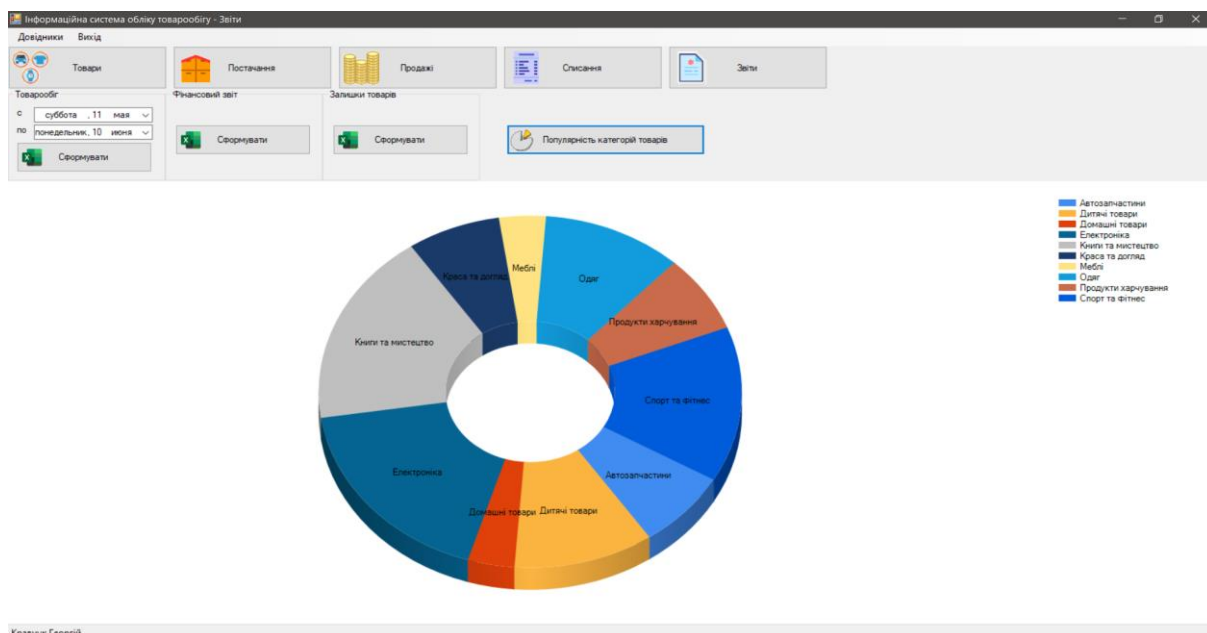 Інформаційна система обліку товарообігу - Звіти
Довідники Вихід
Товари Постачання Продажі Списання Звіти
Товарообіг Фінансовий звіт Залишки товарів
с суббота , 11 мая
по понедельник, 10 июня
Сформувати Сформувати Популярність категорій товарів
Сформувати
Автозапчастини
Дитячі товари
Домашні товари
Електроніка
Книги та мистецтво
Краса та догляд
Меблі
Одяг
Продукти харчування
Спорт та фітнес
Меблі
Краса та догляд
Одяг
Продукти харчування
Книги та мистецтво
Спорт та фітнес
Електроніка
Автозапчастини
Домашні товари Дитячі товари
Кравчук Георгій